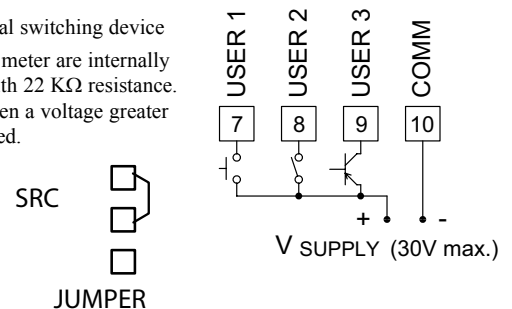 al switching device
meter are internally
th 22 KΩ resistance.
en a voltage greater
ed.
USER 1
USER 2
USER 3
COMM
7
8
9
10
+
-
V SUPPLY (30V max.)
SRC
JUMPER